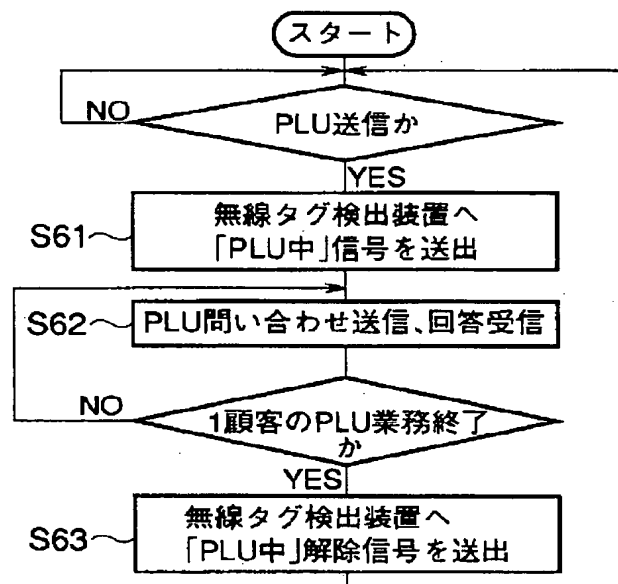 スタート
NO
PLU送信か
YES
S61
無線タグ検出装置へ
「PLU中」信号を送出
S62
PLU問い合わせ送信、回答受信
NO
1顧客のPLU業務終了
か
YES
S63
無線タグ検出装置へ
「PLU中」解除信号を送出